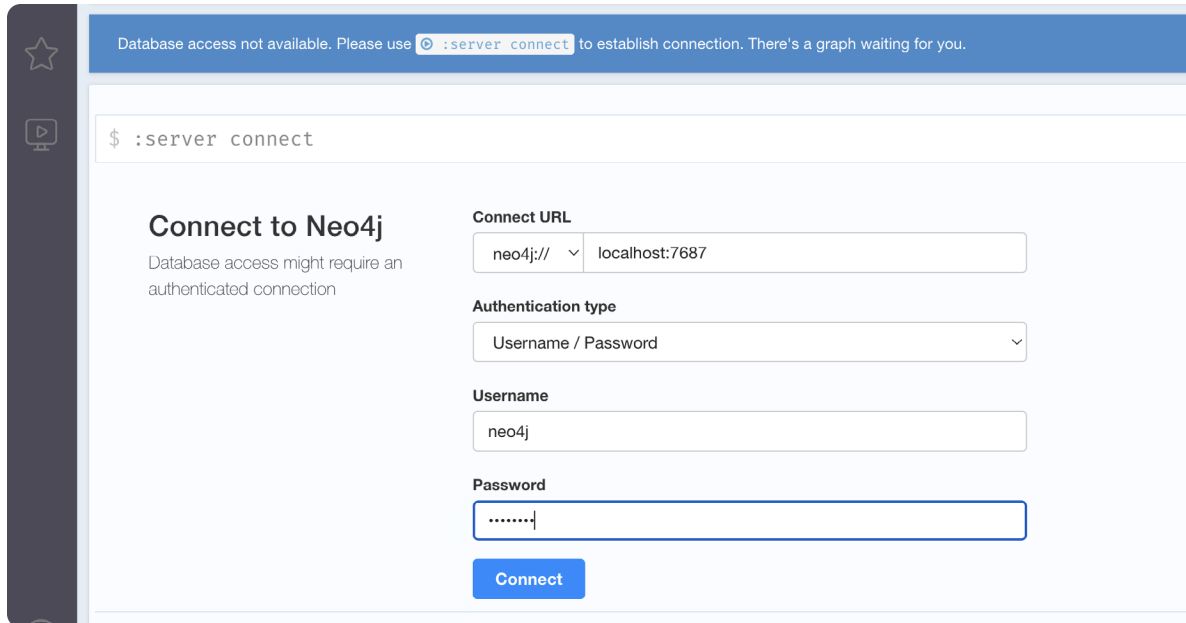 Database access not available. Please use :server connect to establish connection. There's a graph waiting for you.
$ :server connect
Connect to Neo4j
Database access might require an
authenticated connection
Connect URL
neo4j:// localhost:7687
Authentication type
Username / Password
Username
neo4j
Password
••••••••
Connect